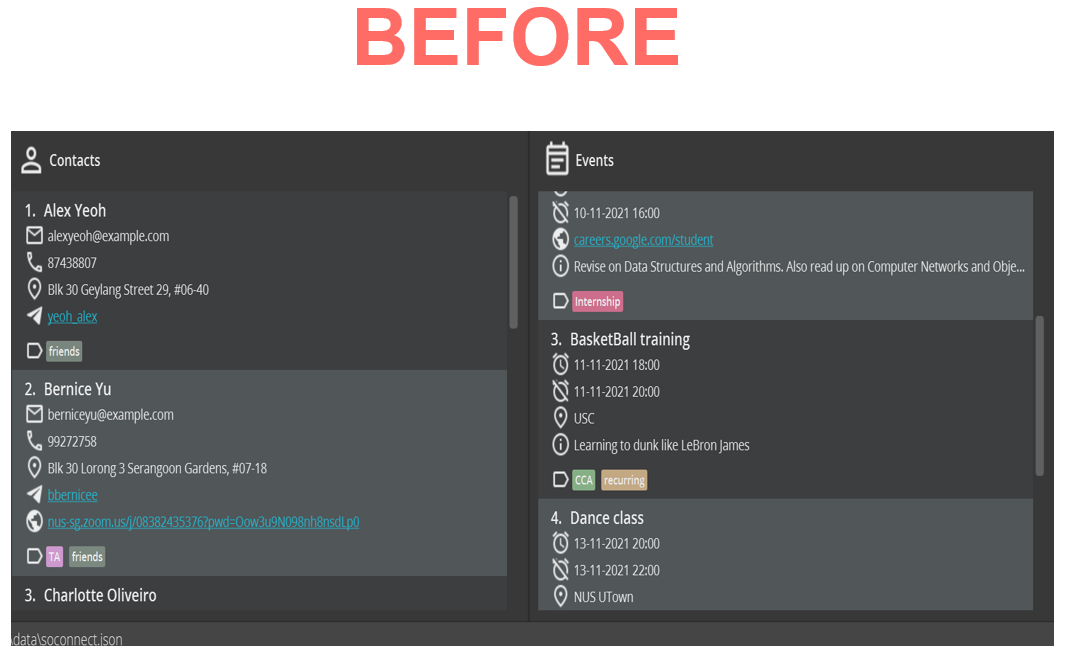 BEFORE
Contacts
1. Alex Yeoh
alexyeoh@example.com
87438807
Blk 30 Geylang Street 29, #06-40
yeoh_alex
friends
2. Bernice Yu
berniceyu@example.com
99272758
Blk 30 Lorong 3 Serangoon Gardens, #07-18
bbernicee
nus-sg.zoom.us/j/08382435376?pwd=Oow3u9N098nh8nsdLp0
TA friends
3. Charlotte Oliveiro
Events
10-11-2021 16:00
careers.google.com/student
Revise on Data Structures and Algorithms. Also read up on Computer Networks and Obje...
Internship
3. BasketBall training
11-11-2021 18:00
11-11-2021 20:00
USC
Learning to dunk like LeBron James
CCA recurring
4. Dance class
13-11-2021 20:00
13-11-2021 22:00
NUS UTown
\data\soconnect.json